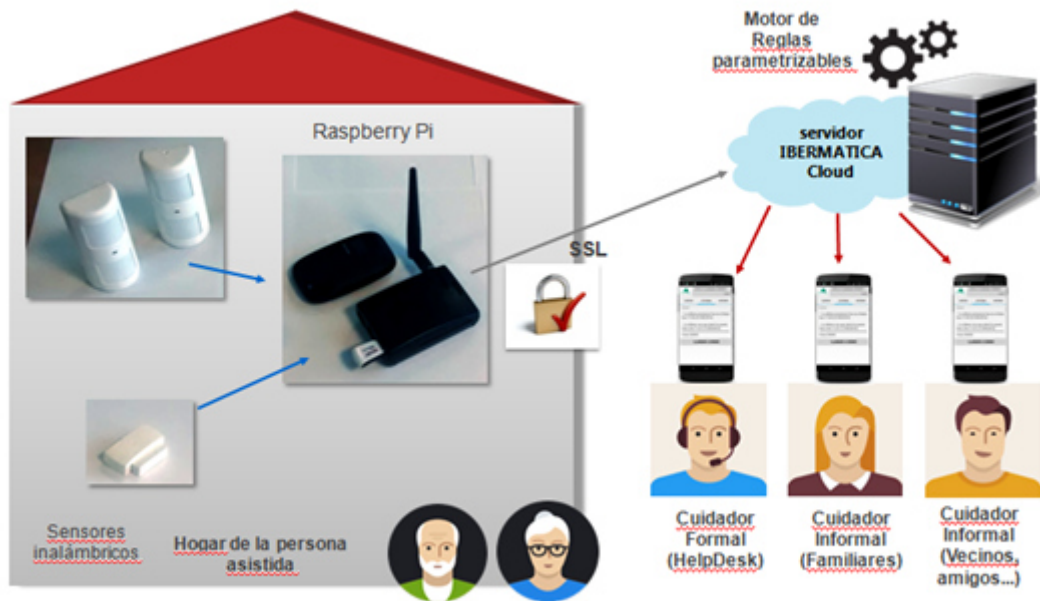 Motor de
Reglas
parametrizables
Raspberry Pi
servidor
IBERMATICA
Cloud
SSL
Sensores
inalámbricos
Hogar de la persona
asistida
Cuidador
Formal
(HelpDesk)
Cuidador
Informal
(Familiares)
Cuidador
Informal
(Vecinos,
amigos...)